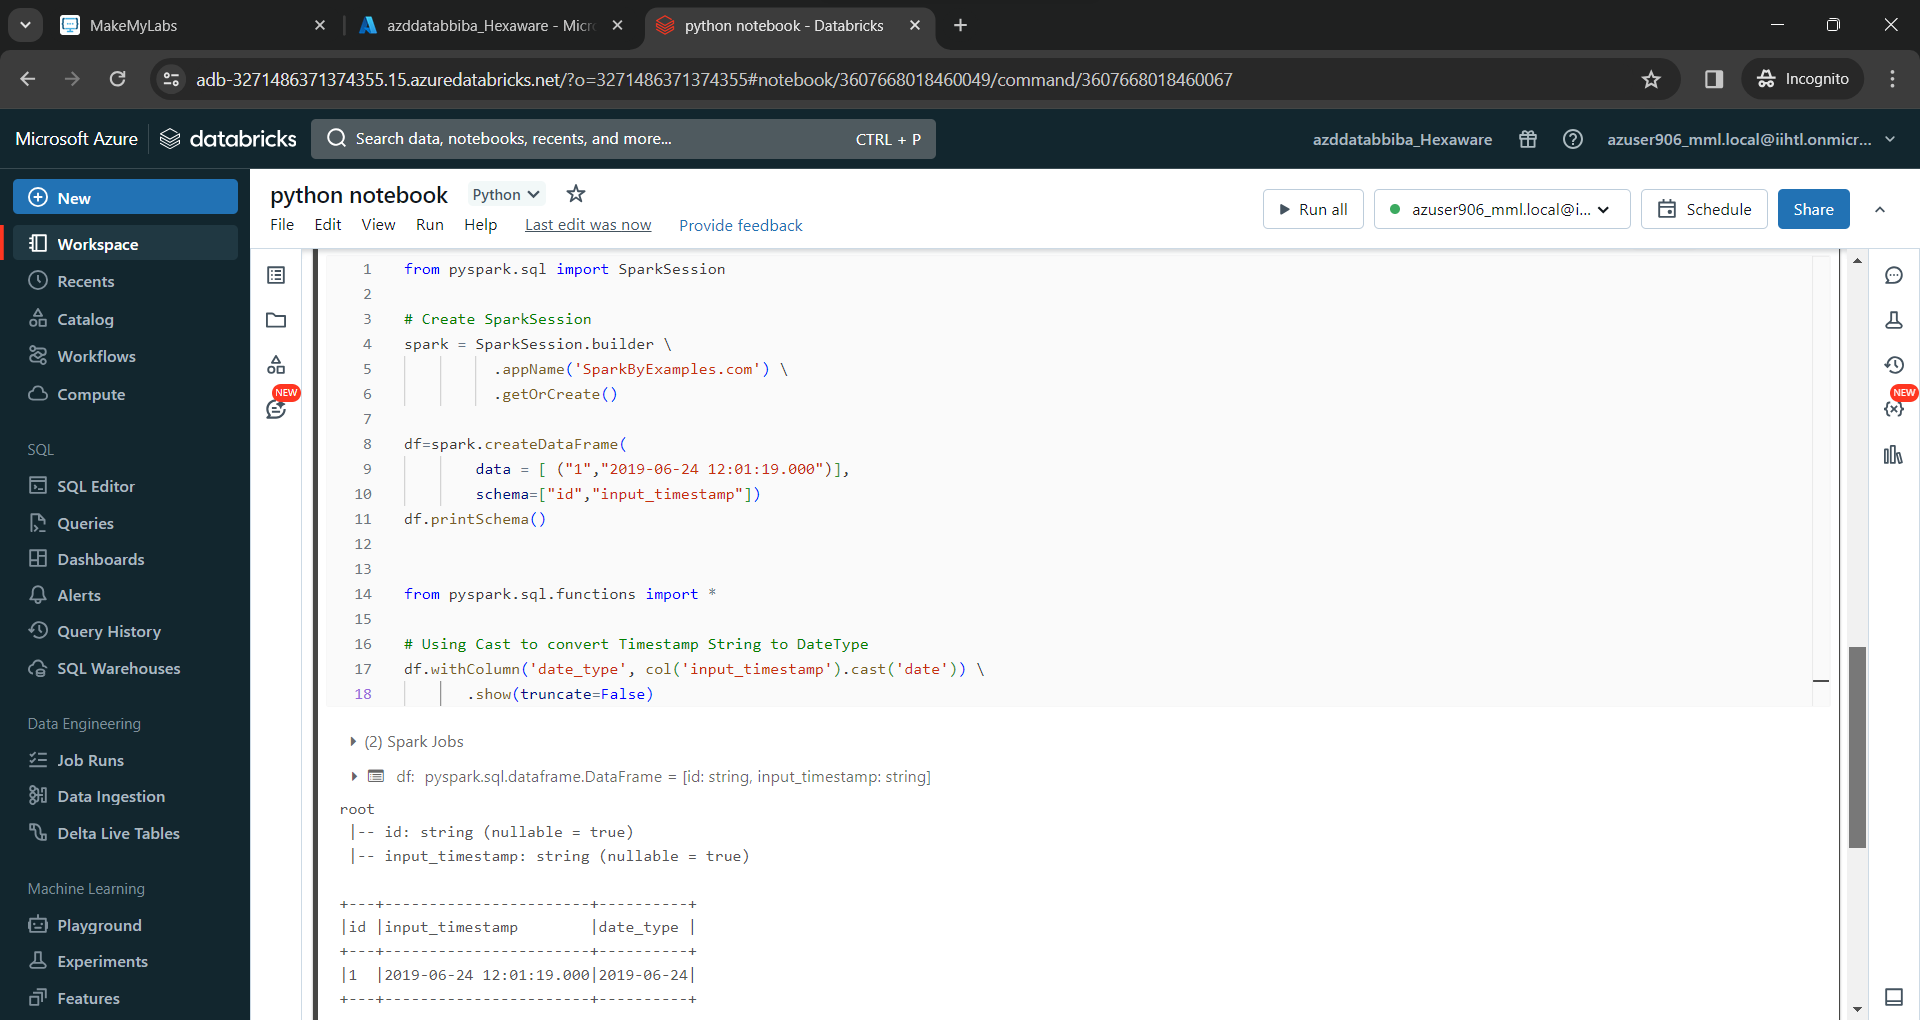 MakeMyLabs
azddatabbiba_Hexaware - Micr
python notebook - Databricks
adb-3271486371374355.15.azuredatabricks.net/?o=3271486371374355#notebook/3607668018460049/command/3607668018460067
Incognito
Microsoft Azure
databricks
Search data, notebooks, recents, and more...
CTRL + P
azddatabbiba_Hexaware
azuser906_mml.local@iihtl.onmicr...
New
Workspace
Recents
Catalog
Workflows
Compute
SQL
SQL Editor
Queries
Dashboards
Alerts
Query History
SQL Warehouses
Data Engineering
Job Runs
Data Ingestion
Delta Live Tables
Machine Learning
Playground
Experiments
Features
python notebook
Python
File Edit View Run Help Last edit was now Provide feedback
Run all
azuser906_mml.local@i...
Schedule
Share
NEW
NEW
1 from pyspark.sql import SparkSession
2
3 # Create SparkSession
4 spark = SparkSession.builder \
5 .appName('SparkByExamples.com') \
6 .getOrCreate()
7
8 df=spark.createDataFrame(
9 data = [ ("1","2019-06-24 12:01:19.000")],
10 schema=["id","input_timestamp"])
11 df.printSchema()
12
13
14 from pyspark.sql.functions import *
15
16 # Using Cast to convert Timestamp String to DateType
17 df.withColumn('date_type', col('input_timestamp').cast('date')) \
18 .show(truncate=False)
(2) Spark Jobs
df: pyspark.sql.dataframe.DataFrame = [id: string, input_timestamp: string]
root
|-- id: string (nullable = true)
|-- input_timestamp: string (nullable = true)
+---+-----------------------+----------+
|id |input_timestamp        |date_type |
+---+-----------------------+----------+
|1  |2019-06-24 12:01:19.000|2019-06-24|
+---+-----------------------+----------+